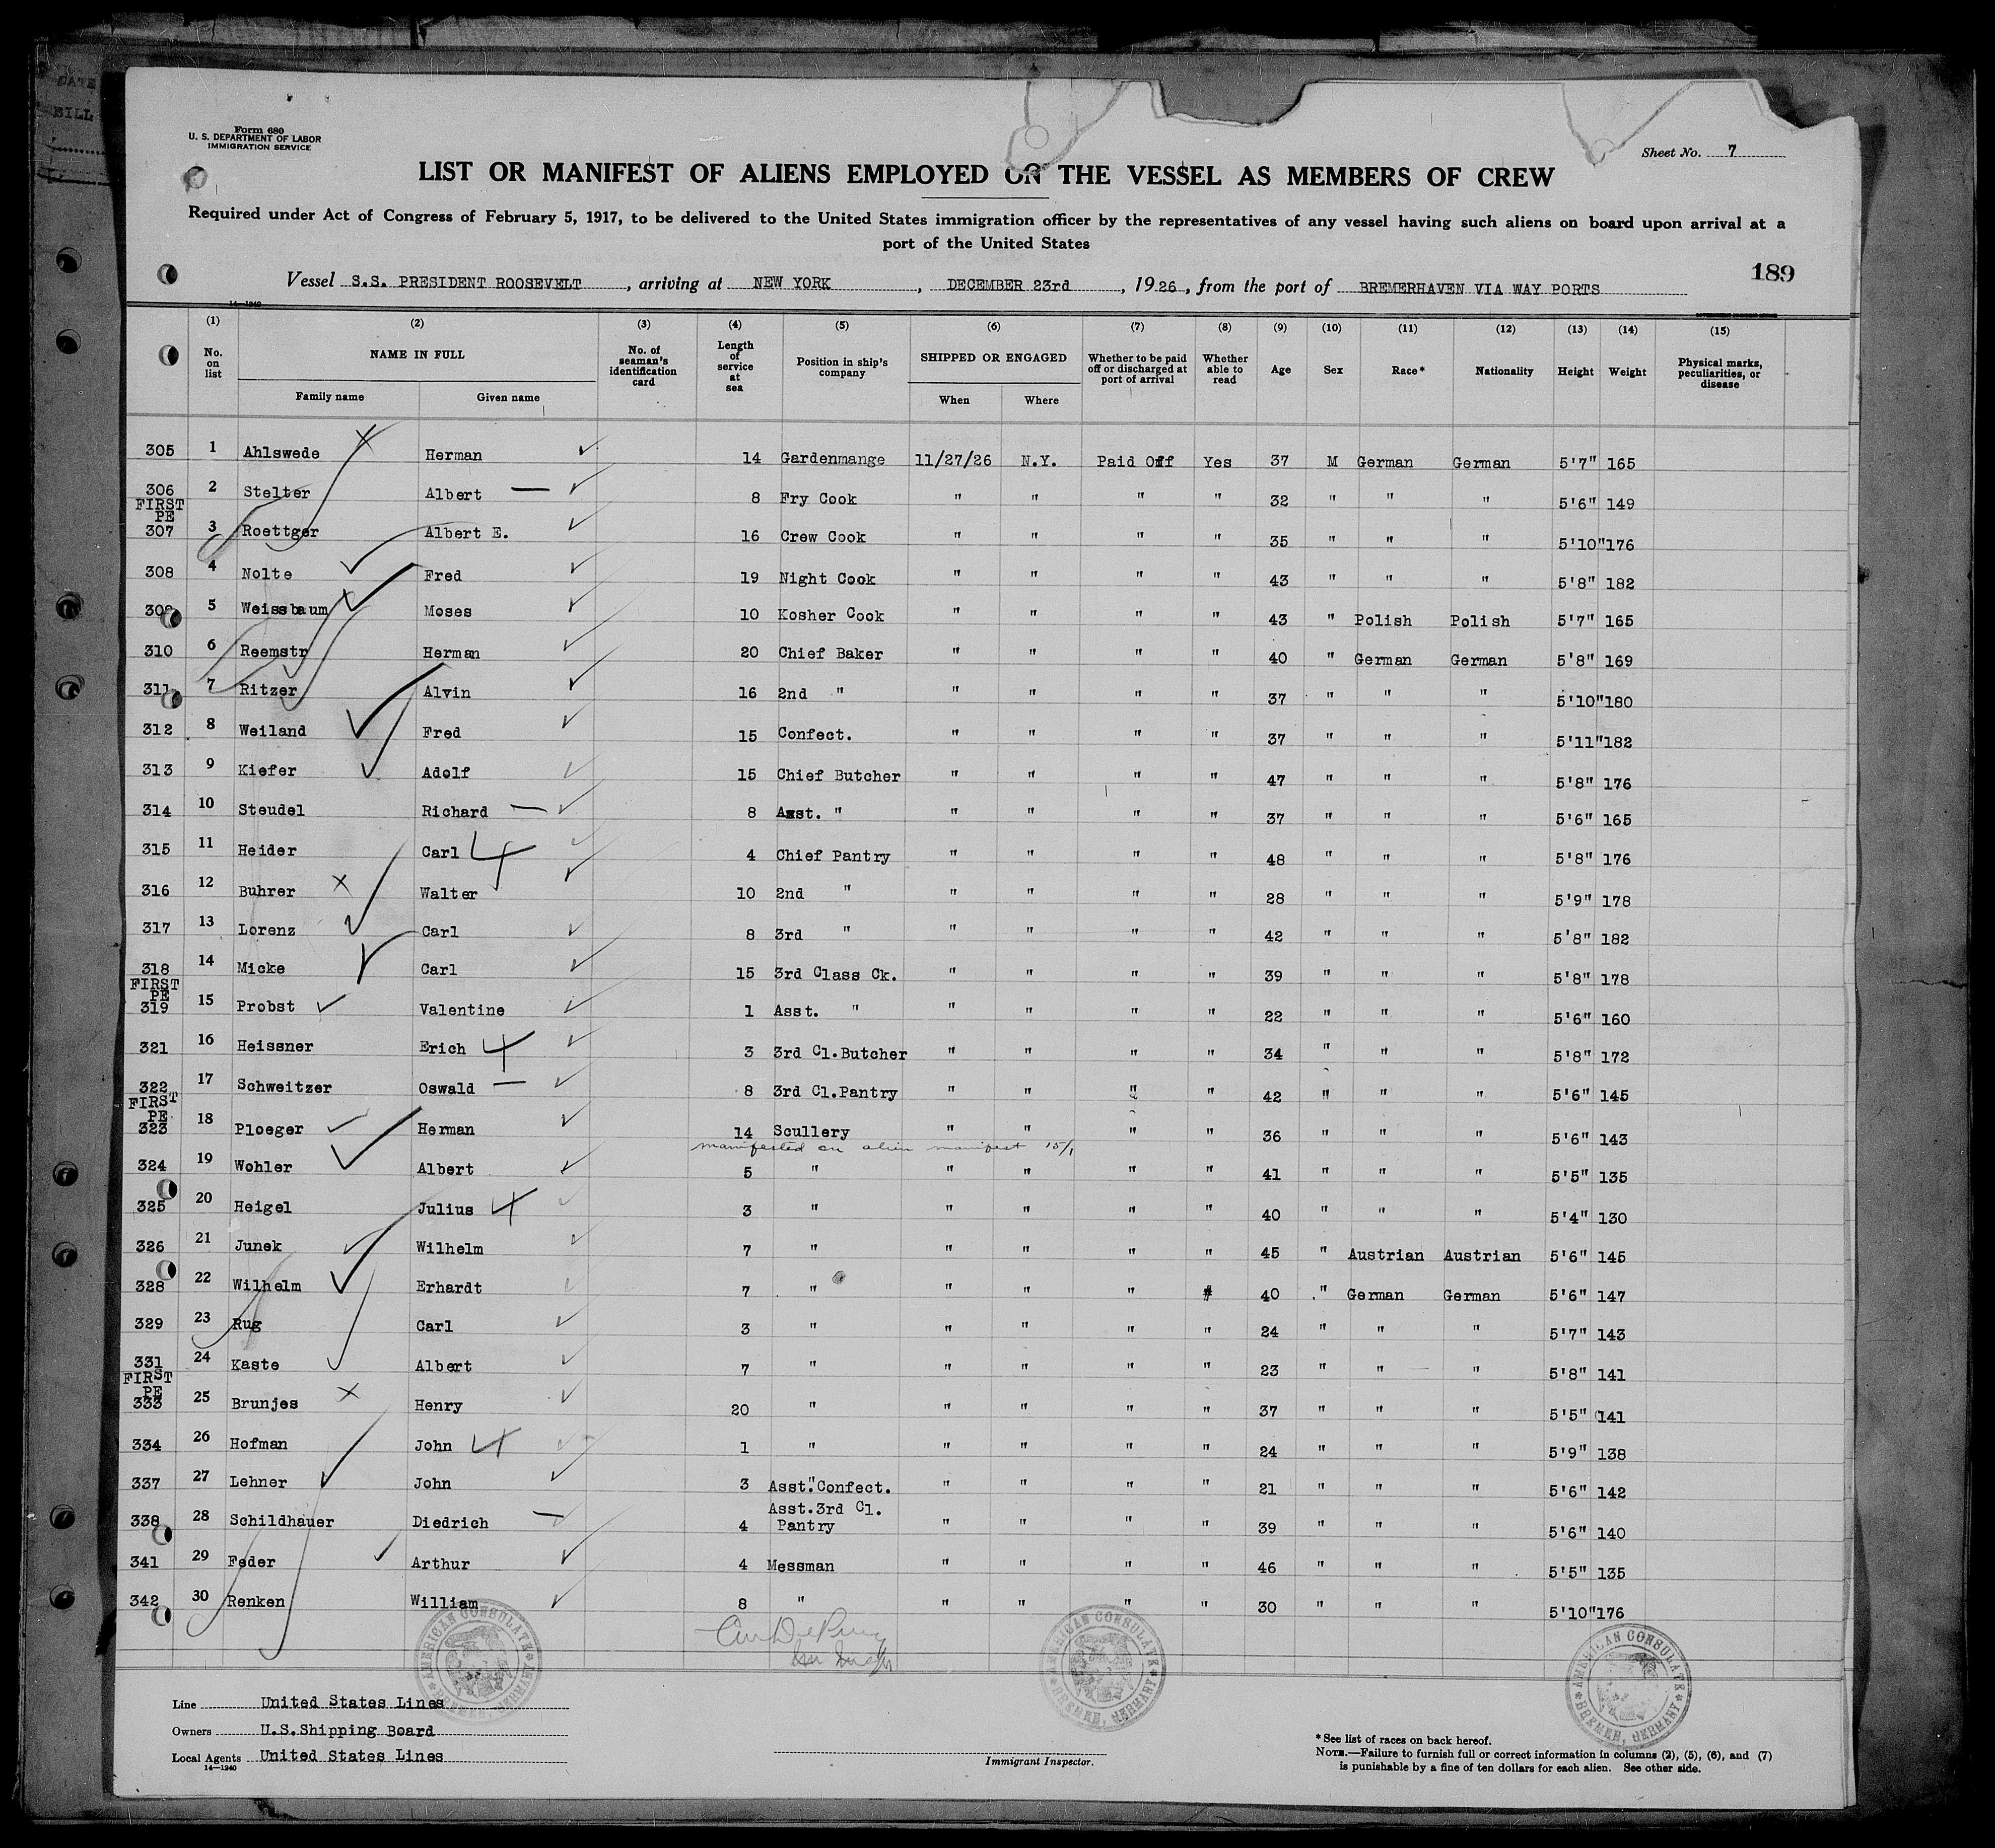 DATE
BILL
Form 680
U. S. DEPARTMENT OF LABOR
IMMIGRATION SERVICE
Sheet No. 7
LIST OR MANIFEST OF ALIENS EMPLOYED ON THE VESSEL AS MEMBERS OF CREW
Required under Act of Congress of February 5, 1917, to be delivered to the United States immigration officer by the representatives of any vessel having such aliens on board upon arrival at a
port of the United States
189
Vessel S.S. PRESIDENT ROOSEVELT, arriving at NEW YORK, DECEMBER 23rd, 1926, from the port of BREMERHAVEN VIA WAY PORTS
14-1240
(1) (2) (3) (4) (5) (6) (7) (8) (9) (10) (11) (12) (13) (14) (15)
No. on list NAME IN FULL Family name Given name No. of seaman's identification card Length of service at sea Position in ship's company SHIPPED OR ENGAGED When Where Whether to be paid off or discharged at port of arrival Whether able to read Age Sex Race* Nationality Height Weight Physical marks, peculiarities, or disease
305 1 Ahlswede Herman 14 Gardenmange 11/27/26 N.Y. Paid Off Yes 37 M German German 5'7" 165
306 2 Stelter Albert 8 Fry Cook " " " " 32 " " " 5'6" 149
FIRST
PE
307 3 Roettger Albert E. 16 Crew Cook " " " " 35 " " " 5'10" 176
308 4 Nolte Fred 19 Night Cook " " " " 43 " " " 5'8" 182
309 5 Weissbaum Moses 10 Kosher Cook " " " " 43 " Polish Polish 5'7" 165
310 6 Reemstr Herman 20 Chief Baker " " " " 40 " German German 5'8" 169
311 7 Ritzer Alvin 16 2nd " " " " " 37 " " " 5'10" 180
312 8 Weiland Fred 15 Confect. " " " " 37 " " " 5'11" 182
313 9 Kiefer Adolf 15 Chief Butcher " " " " 47 " " " 5'8" 176
314 10 Steudel Richard 8 Asst. " " " " " 37 " " " 5'6" 165
315 11 Heider Carl 4 Chief Pantry " " " " 48 " " " 5'8" 176
316 12 Buhrer Walter 10 2nd " " " " " 28 " " " 5'9" 178
317 13 Lorenz Carl 8 3rd " " " " " 42 " " " 5'8" 182
318 14 Micke Carl 15 3rd Class Ck. " " " " 39 " " " 5'8" 178
FIRST
PE
319 15 Probst Valentine 1 Asst. " " " " " 22 " " " 5'6" 160
321 16 Heissner Erich 3 3rd Cl.Butcher " " " " 34 " " " 5'8" 172
322 17 Schweitzer Oswald 8 3rd Cl.Pantry " " " " 42 " " " 5'6" 145
FIRST
PE
323 18 Ploeger Herman 14 Scullery " " " " 36 " " " 5'6" 143
manifested on alien manifest 15/1
324 19 Wohler Albert 5 " " " " " 41 " " " 5'5" 135
325 20 Heigel Julius 3 " " " " " 40 " " " 5'4" 130
326 21 Junek Wilhelm 7 " " " " " 45 " Austrian Austrian 5'6" 145
328 22 Wilhelm Erhardt 7 " " " " " 40 " German German 5'6" 147
329 23 Rug Carl 3 " " " " " 24 " " " 5'7" 143
331 24 Kaste Albert 7 " " " " " 23 " " " 5'8" 141
FIRST
PE
333 25 Brunjes Henry 20 " " " " " 37 " " " 5'5" 141
334 26 Hofman John 1 " " " " " 24 " " " 5'9" 138
337 27 Lehner John 3 Asst."Confect. " " " " 21 " " " 5'6" 142
338 28 Schildhauer Diedrich 4 Asst.3rd Cl. Pantry " " " " 39 " " " 5'6" 140
341 29 Feder Arthur 4 Messman " " " " 46 " " " 5'5" 135
342 30 Renken William 8 " " " " " 30 " " " 5'10" 176
AMERICAN CONSULATE BREMEN, GERMANY
AMERICAN CONSULATE BREMEN, GERMANY
AMERICAN CONSULATE BREMEN, GERMANY
Line United States Lines
Owners U.S.Shipping Board
Local Agents United States Lines
14-1240
Immigrant Inspector.
*See list of races on back hereof.
NOTE.—Failure to furnish full or correct information in columns (2), (5), (6), and (7)
is punishable by a fine of ten dollars for each alien. See other side.